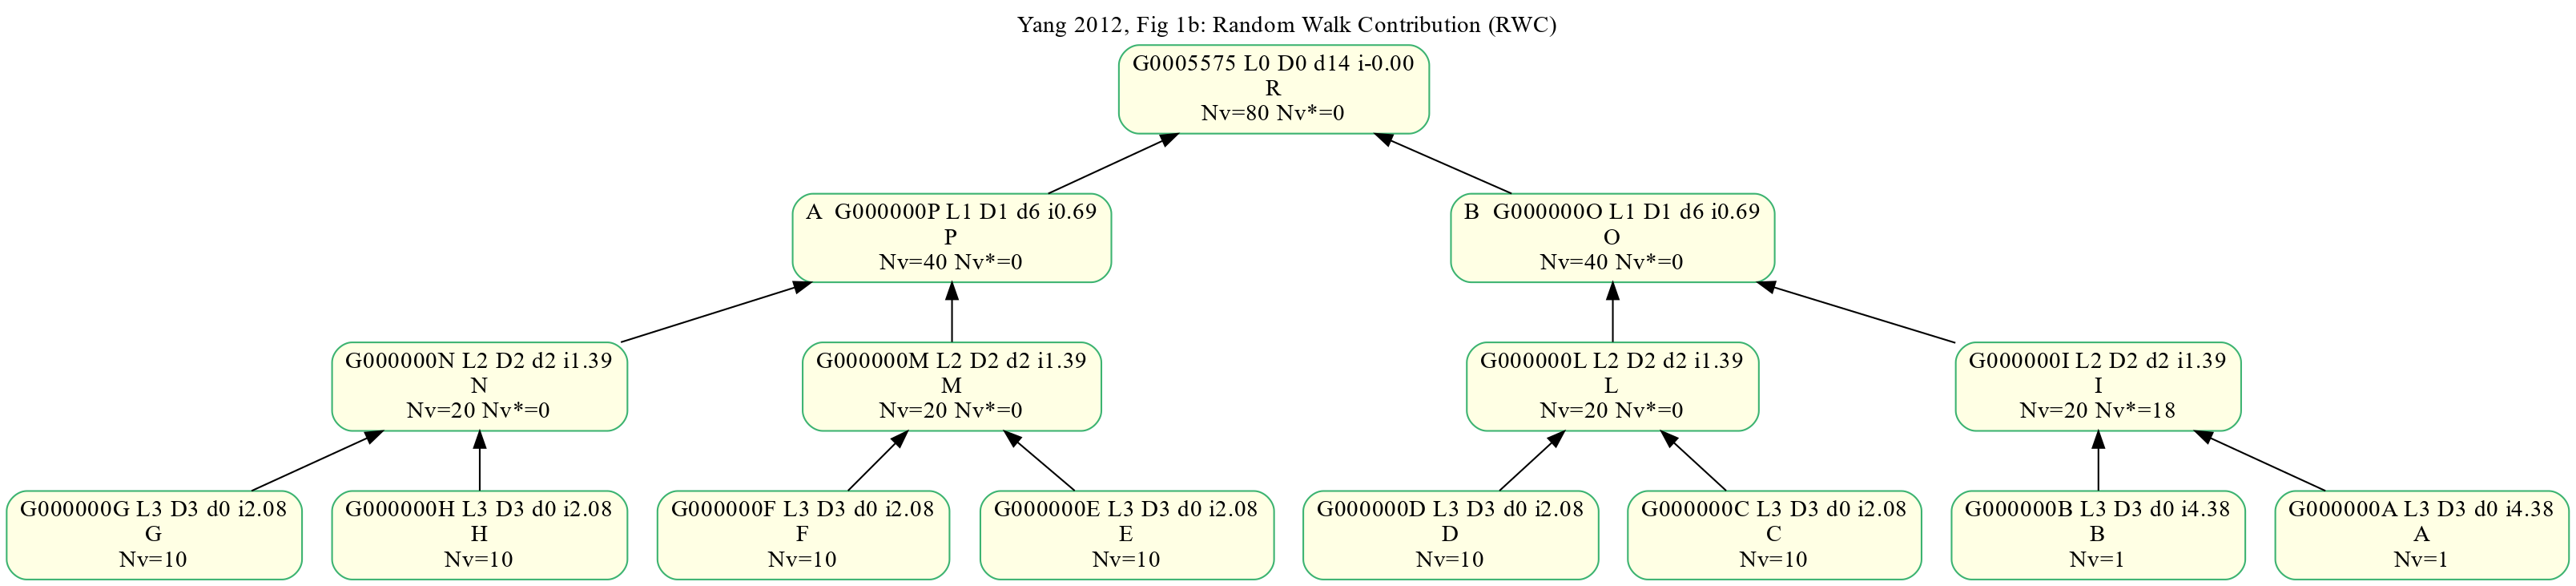 Yang 2012, Fig 1b: Random Walk Contribution (RWC)
G0005575 L0 D0 d14 i-0.00
R
Nv=80 Nv*=0
A  G000000P L1 D1 d6 i0.69
P
Nv=40 Nv*=0
B  G000000O L1 D1 d6 i0.69
O
Nv=40 Nv*=0
G000000N L2 D2 d2 i1.39
N
Nv=20 Nv*=0
G000000M L2 D2 d2 i1.39
M
Nv=20 Nv*=0
G000000L L2 D2 d2 i1.39
L
Nv=20 Nv*=0
G000000I L2 D2 d2 i1.39
I
Nv=20 Nv*=18
G000000G L3 D3 d0 i2.08
G
Nv=10
G000000H L3 D3 d0 i2.08
H
Nv=10
G000000F L3 D3 d0 i2.08
F
Nv=10
G000000E L3 D3 d0 i2.08
E
Nv=10
G000000D L3 D3 d0 i2.08
D
Nv=10
G000000C L3 D3 d0 i2.08
C
Nv=10
G000000B L3 D3 d0 i4.38
B
Nv=1
G000000A L3 D3 d0 i4.38
A
Nv=1